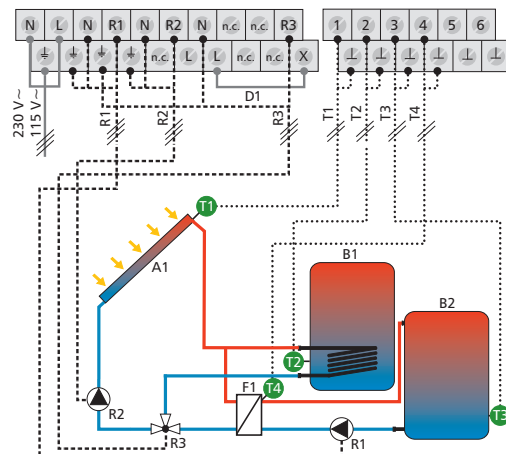 N L N R1 N R2 N n.c. n.c. R3
n.c. L L n.c. n.c. X
1 2 3 4 5 6
D1
230 V~
115 V~
R1
R2
R3
T1
T2
T3
T4
T1
A1
B1
B2
T2
T4
F1
T3
R2
R3
R1